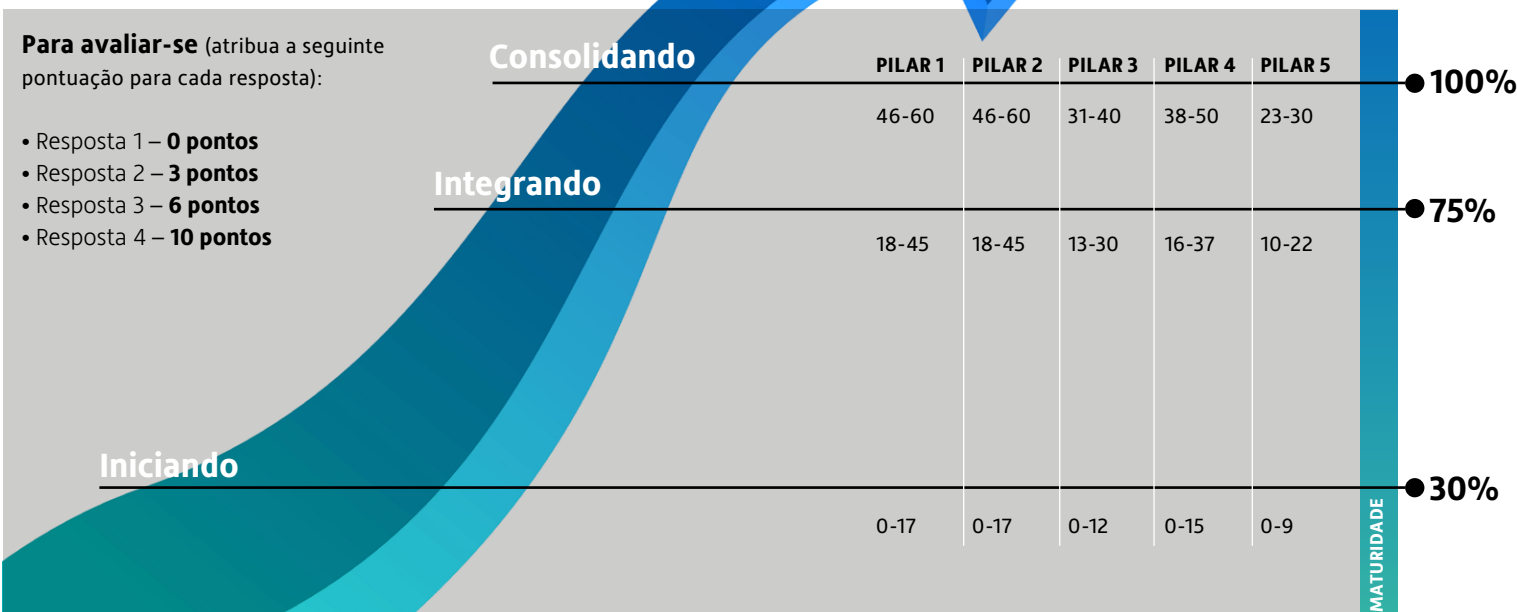 Para avaliar-se (atribua a seguinte
pontuação para cada resposta):
• Resposta 1 – 0 pontos
• Resposta 2 – 3 pontos
• Resposta 3 – 6 pontos
• Resposta 4 – 10 pontos
Consolidando
PILAR 1 PILAR 2 PILAR 3 PILAR 4 PILAR 5
100%
46-60 46-60 31-40 38-50 23-30
Integrando
75%
18-45 18-45 13-30 16-37 10-22
Iniciando
30%
0-17 0-17 0-12 0-15 0-9
MATURIDADE